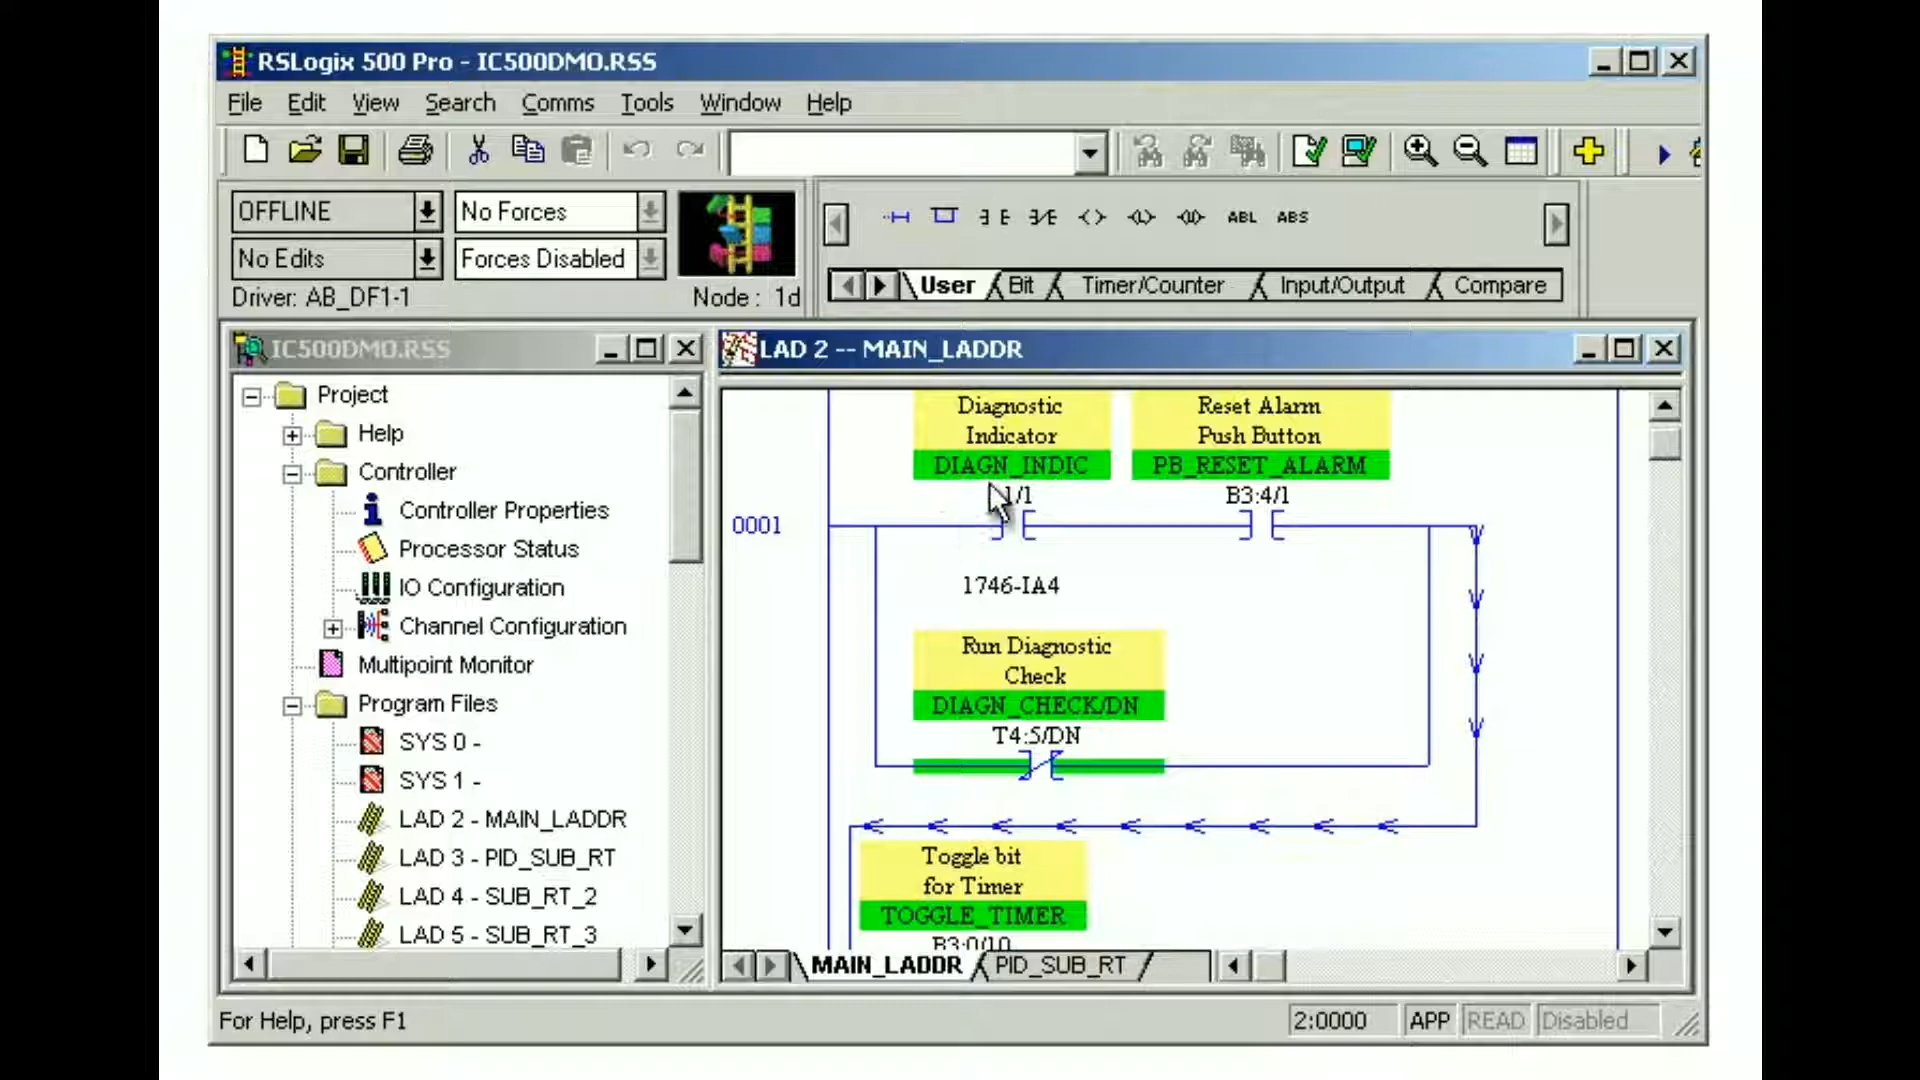 RSLogix 500 Pro - IC500DMO.RSS
File Edit View Search Comms Tools Window Help
OFFLINE No Forces
No Edits Forces Disabled
Driver: AB_DF1-1 Node : 1d
ABL ABS
User Bit Timer/Counter Input/Output Compare
IC500DMO.RSS
Project
Help
Controller
Controller Properties
Processor Status
IO Configuration
Channel Configuration
Multipoint Monitor
Program Files
SYS 0 -
SYS 1 -
LAD 2 - MAIN_LADDR
LAD 3 - PID_SUB_RT
LAD 4 - SUB_RT_2
LAD 5 - SUB_RT_3
LAD 2 -- MAIN_LADDR
Diagnostic
Indicator
DIAGN_INDIC
1/1
Reset Alarm
Push Button
PB_RESET_ALARM
B3:4/1
0001
1746-IA4
Run Diagnostic
Check
DIAGN_CHECK/DN
T4:5/DN
Toggle bit
for Timer
TOGGLE_TIMER
B3:0/10
MAIN_LADDR PID_SUB_RT
For Help, press F1
2:0000 APP READ Disabled